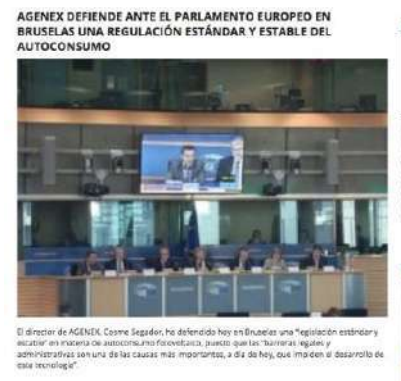 AGENEX DEFIENDE ANTE EL PARLAMENTO EUROPEO EN
BRUSELAS UNA REGULACIÓN ESTÁNDAR Y ESTABLE DEL
AUTOCONSUMO
El director de AGENEX, Cosme Segador, ha defendido hoy en Bruselas una "legislación estándar y
estable" en materia de autoconsumo fotovoltaico, puesto que las "barreras legales y
administrativas son una de las causas más importantes, a día de hoy, que impiden el desarrollo de
esta tecnología".